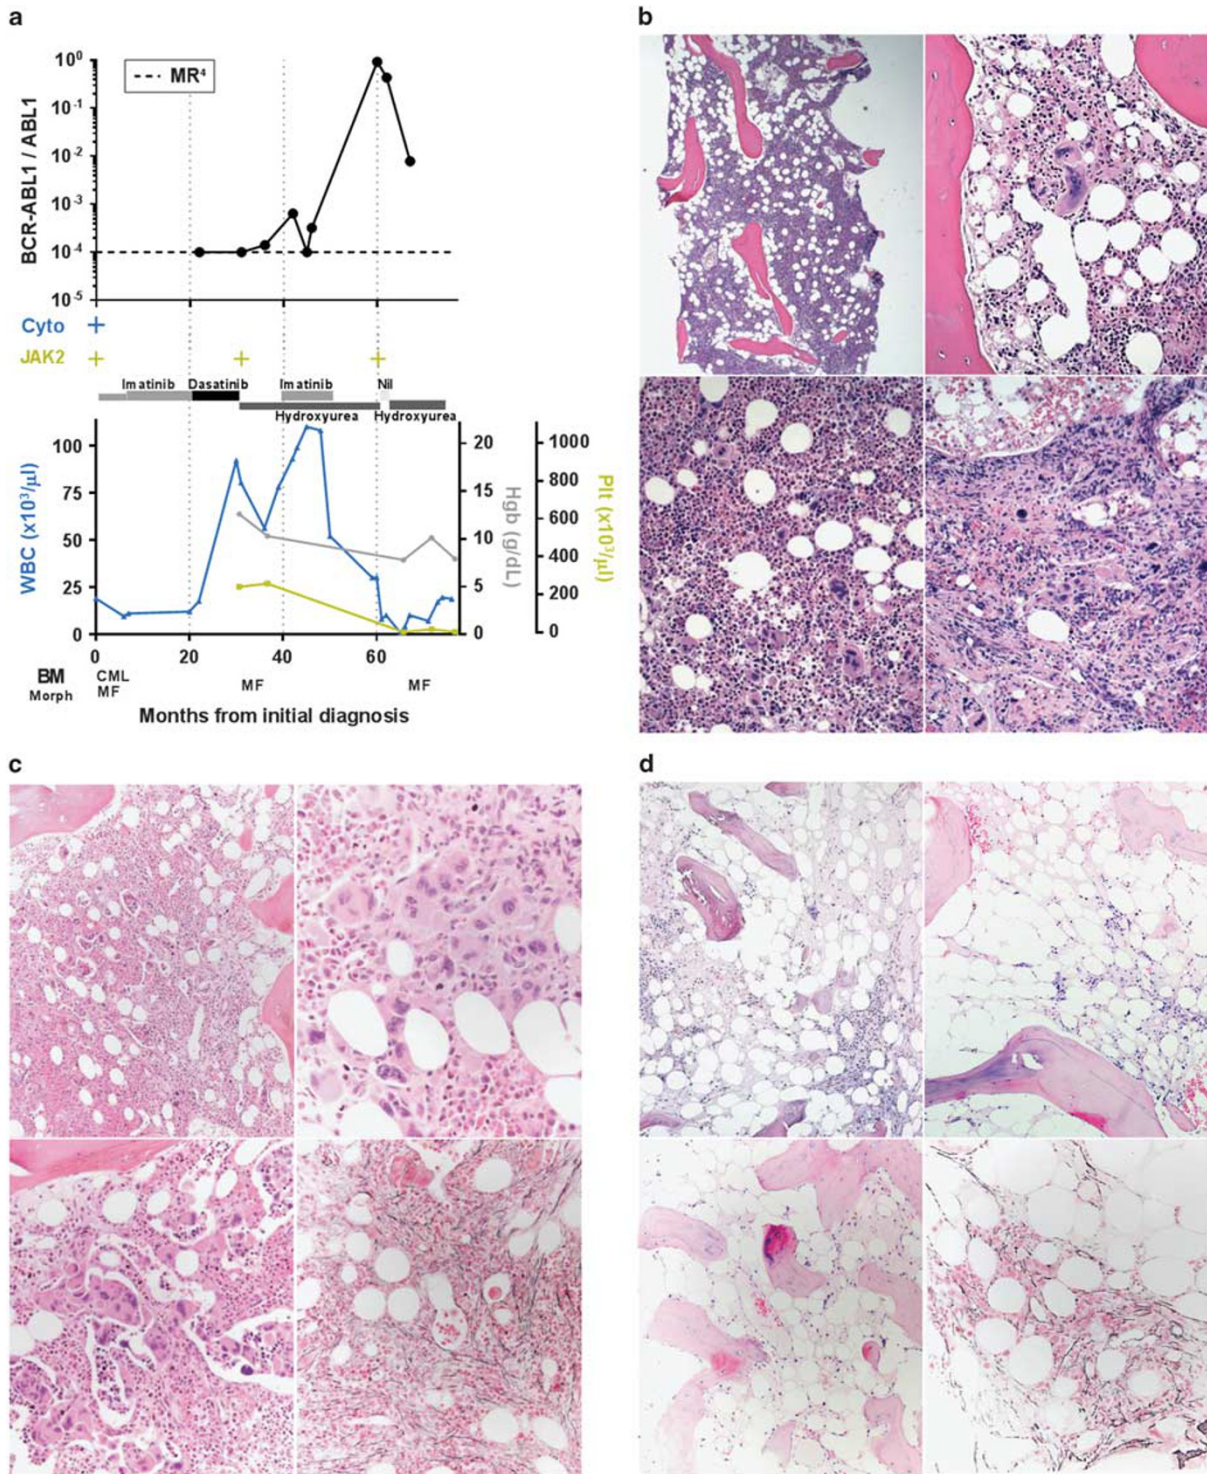 a
b
10⁰
10⁻¹
10⁻²
10⁻³
10⁻⁴
10⁻⁵
BCR-ABL1 / ABL1
MR⁴
Cyto
JAK2
Imatinib Dasatinib Imatinib Nil
Hydroxyurea Hydroxyurea
100
75
50
25
0
WBC (x10³/µl)
20
15
10
5
0
Hgb (g/dL)
1000
800
600
400
200
0
Plt (x10³/µl)
0 20 40 60
BM
Morph
CML
MF
MF
MF
Months from initial diagnosis
c
d